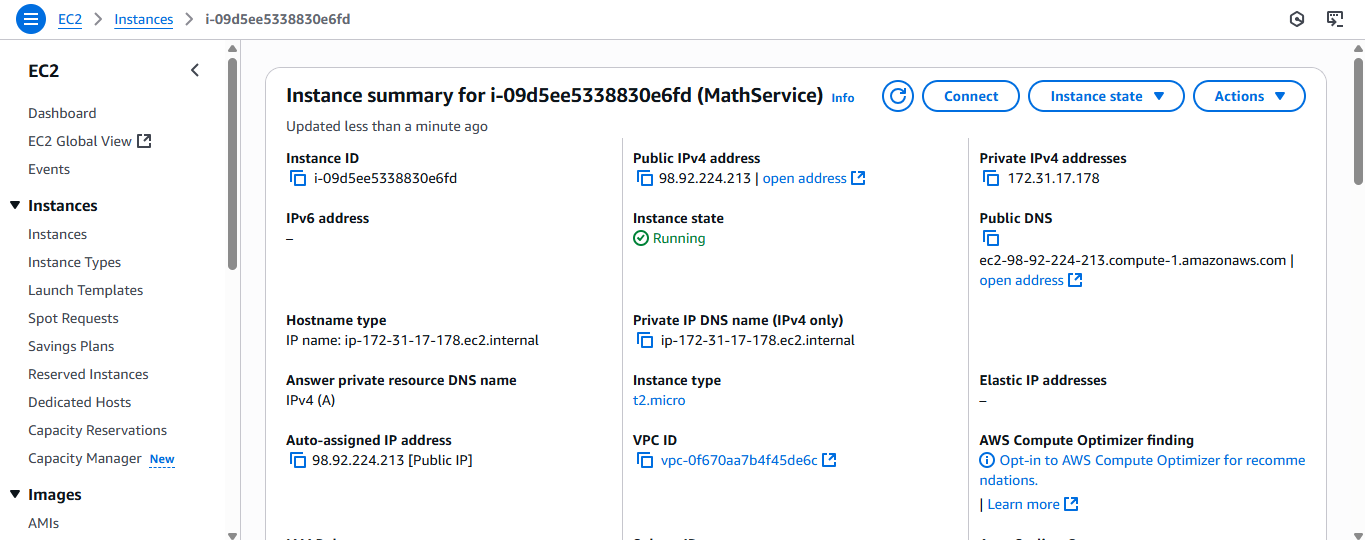 EC2 > Instances > i-09d5ee5338830e6fd
EC2
Dashboard
EC2 Global View
Events
Instances
Instances
Instance Types
Launch Templates
Spot Requests
Savings Plans
Reserved Instances
Dedicated Hosts
Capacity Reservations
Capacity Manager New
Images
AMIs
Instance summary for i-09d5ee5338830e6fd (MathService) Info
Connect
Instance state
Actions
Updated less than a minute ago
Instance ID
i-09d5ee5338830e6fd
Public IPv4 address
98.92.224.213 | open address
Private IPv4 addresses
172.31.17.178
IPv6 address
–
Instance state
Running
Public DNS
ec2-98-92-224-213.compute-1.amazonaws.com |
open address
Hostname type
IP name: ip-172-31-17-178.ec2.internal
Private IP DNS name (IPv4 only)
ip-172-31-17-178.ec2.internal
Answer private resource DNS name
IPv4 (A)
Instance type
t2.micro
Elastic IP addresses
–
Auto-assigned IP address
98.92.224.213 [Public IP]
VPC ID
vpc-0f670aa7b4f45de6c
AWS Compute Optimizer finding
Opt-in to AWS Compute Optimizer for recomme
ndations.
| Learn more